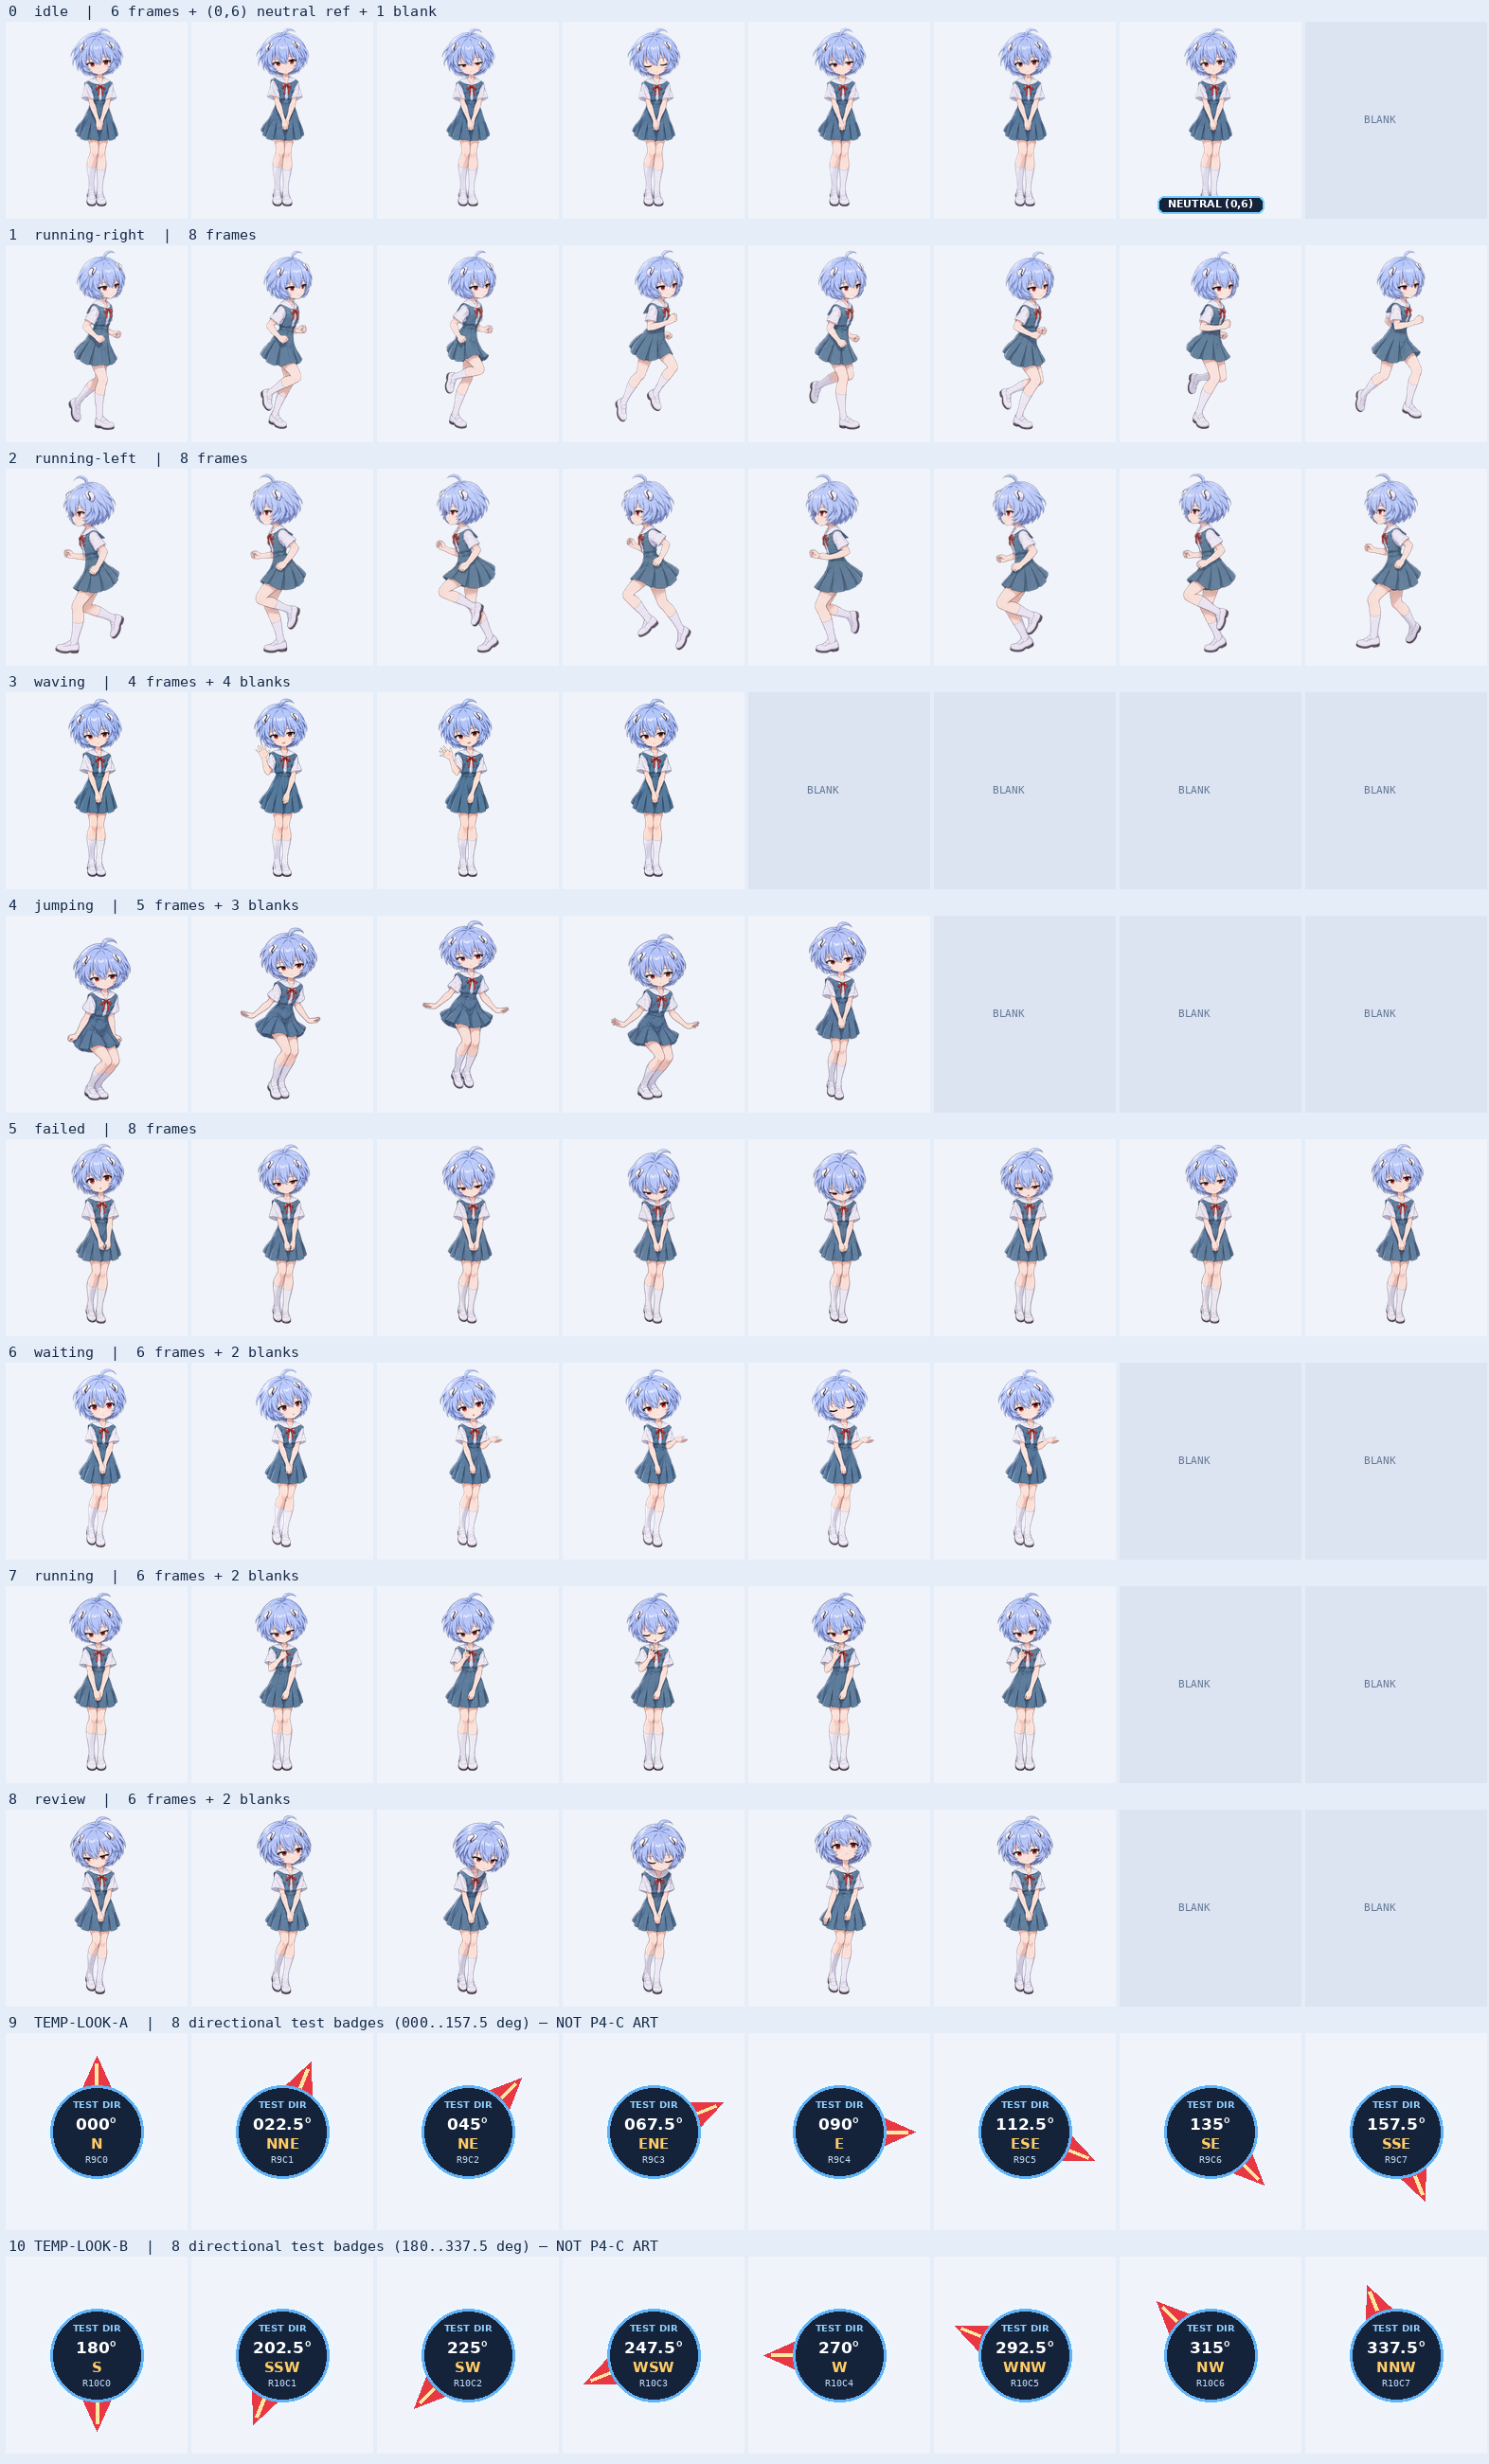 0  idle  |  6 frames + (0,6) neutral ref + 1 blank
NEUTRAL (0,6)
BLANK
1  running-right  |  8 frames
2  running-left  |  8 frames
3  waving  |  4 frames + 4 blanks
BLANK
BLANK
BLANK
BLANK
4  jumping  |  5 frames + 3 blanks
BLANK
BLANK
BLANK
5  failed  |  8 frames
6  waiting  |  6 frames + 2 blanks
BLANK
BLANK
7  running  |  6 frames + 2 blanks
BLANK
BLANK
8  review  |  6 frames + 2 blanks
BLANK
BLANK
9  TEMP-LOOK-A  |  8 directional test badges (000..157.5 deg) — NOT P4-C ART
TEST DIR
000°
N
R9C0
TEST DIR
022.5°
NNE
R9C1
TEST DIR
045°
NE
R9C2
TEST DIR
067.5°
ENE
R9C3
TEST DIR
090°
E
R9C4
TEST DIR
112.5°
ESE
R9C5
TEST DIR
135°
SE
R9C6
TEST DIR
157.5°
SSE
R9C7
10 TEMP-LOOK-B  |  8 directional test badges (180..337.5 deg) — NOT P4-C ART
TEST DIR
180°
S
R10C0
TEST DIR
202.5°
SSW
R10C1
TEST DIR
225°
SW
R10C2
TEST DIR
247.5°
WSW
R10C3
TEST DIR
270°
W
R10C4
TEST DIR
292.5°
WNW
R10C5
TEST DIR
315°
NW
R10C6
TEST DIR
337.5°
NNW
R10C7